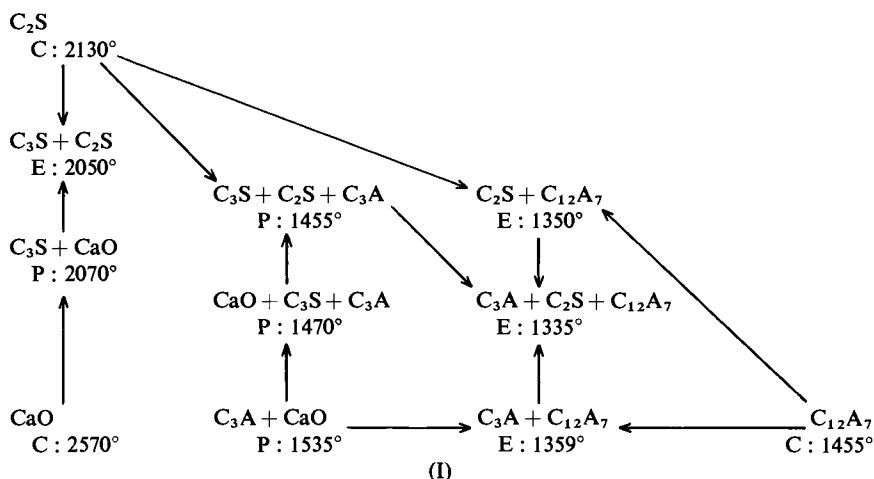 C₂S
C : 2130°
C₃S + C₂S
E : 2050°
C₃S + C₂S + C₃A
P : 1455°
C₂S + C₁₂A₇
E : 1350°
C₃S + CaO
P : 2070°
CaO + C₃S + C₃A
P : 1470°
C₃A + C₂S + C₁₂A₇
E : 1335°
CaO
C : 2570°
C₃A + CaO
P : 1535°
C₃A + C₁₂A₇
E : 1359°
C₁₂A₇
C : 1455°
(I)